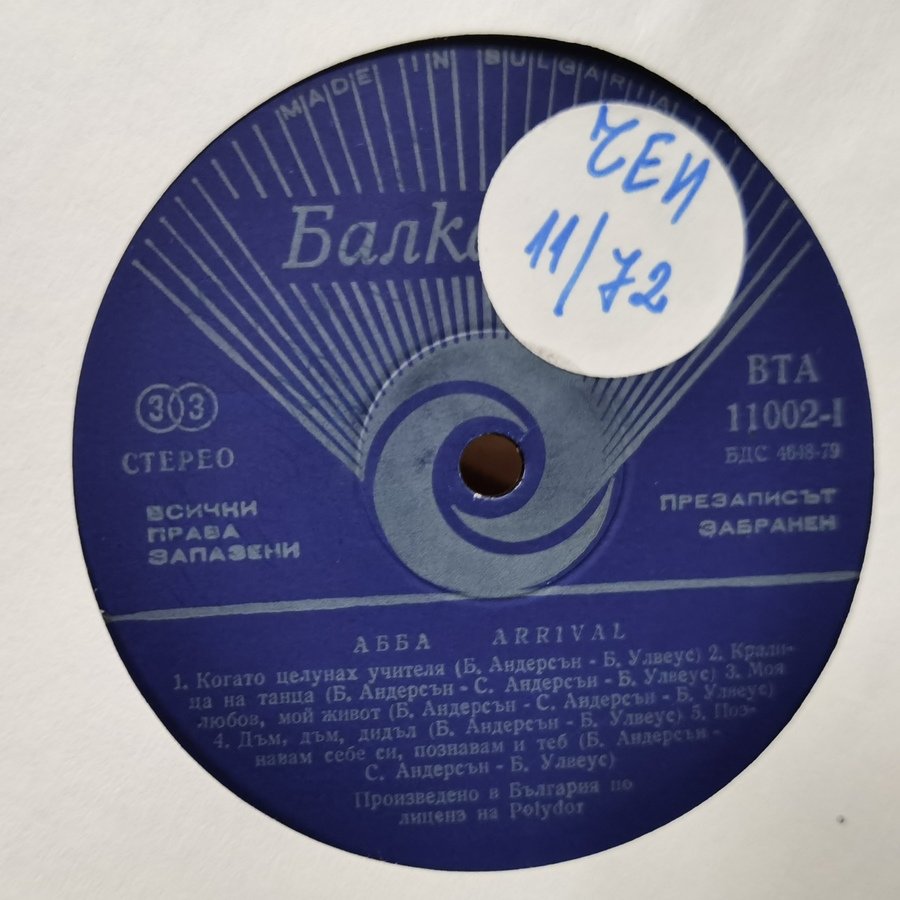 MADE IN BULGARIA
Балка
ЧЕП
11/72
33
СТЕРЕО
ВТА
11002-I
БДС 4648-79
ВСИЧНИ
ПРАВА
ЗАПАЗЕНИ
ПРЕЗАПИСЪТ
ЗАБРАНЕН
АББА ARRIVAL
1. Когато целунах учителя (Б. Андерсън - Б. Улвеус) 2. Крали-
ца на танца (Б. Андерсън - С. Андерсън - Б. Улвеус) 3. Моя
любов, мой живот (Б. Андерсън - С. Андерсън - Б. Улвеус)
4. Дъм, дъм, дидъл (Б. Андерсън - Б. Улвеус) 5. Поз-
навам себе си, познавам и теб (Б. Андерсън -
С. Андерсън - Б. Улвеус)
Произведено в България по
лиценз на Polydor